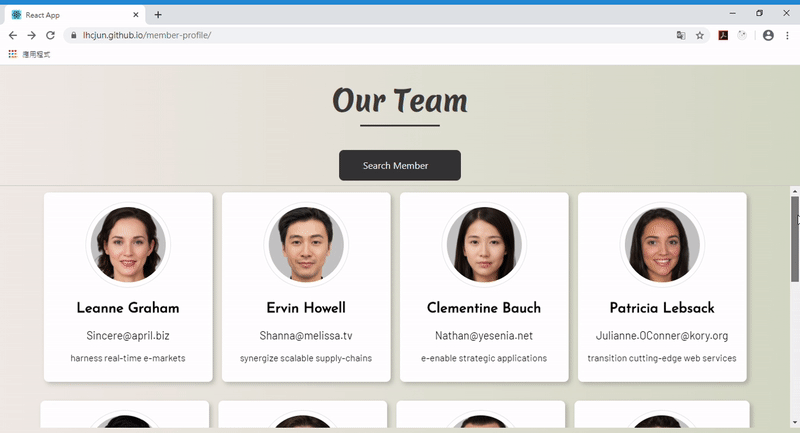 React App
lhcjun.github.io/member-profile/
應用程式
Our Team
Search Member
Leanne Graham
Sincere@april.biz
harness real-time e-markets
Ervin Howell
Shanna@melissa.tv
synergize scalable supply-chains
Clementine Bauch
Nathan@yesenia.net
e-enable strategic applications
Patricia Lebsack
Julianne.OConner@kory.org
transition cutting-edge web services